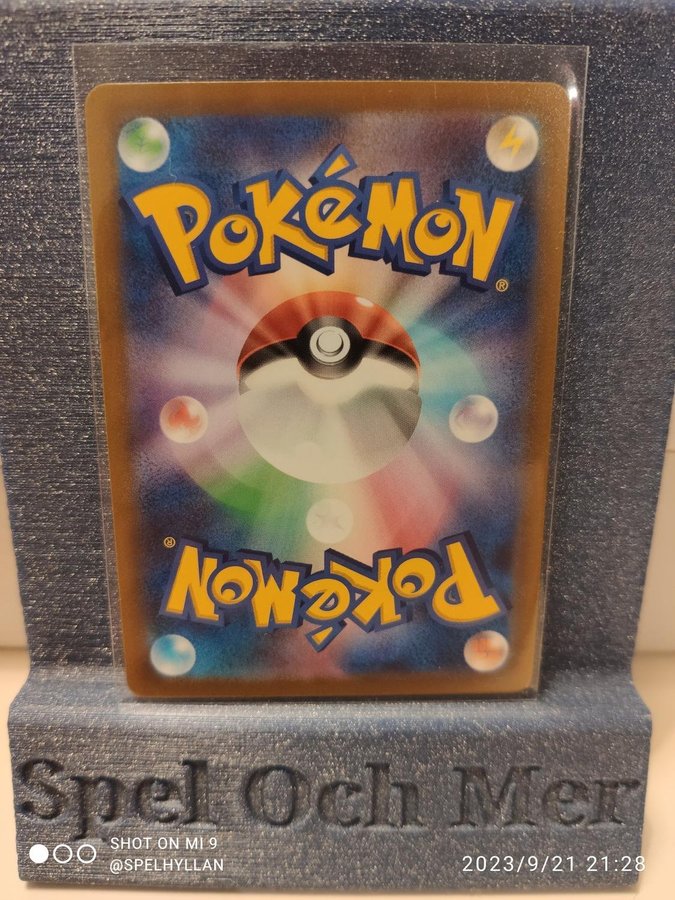 POKéMON®
POKéMON®
Spel Och Mer
SHOT ON MI 9
@SPELHYLLAN
2023/9/21 21:28